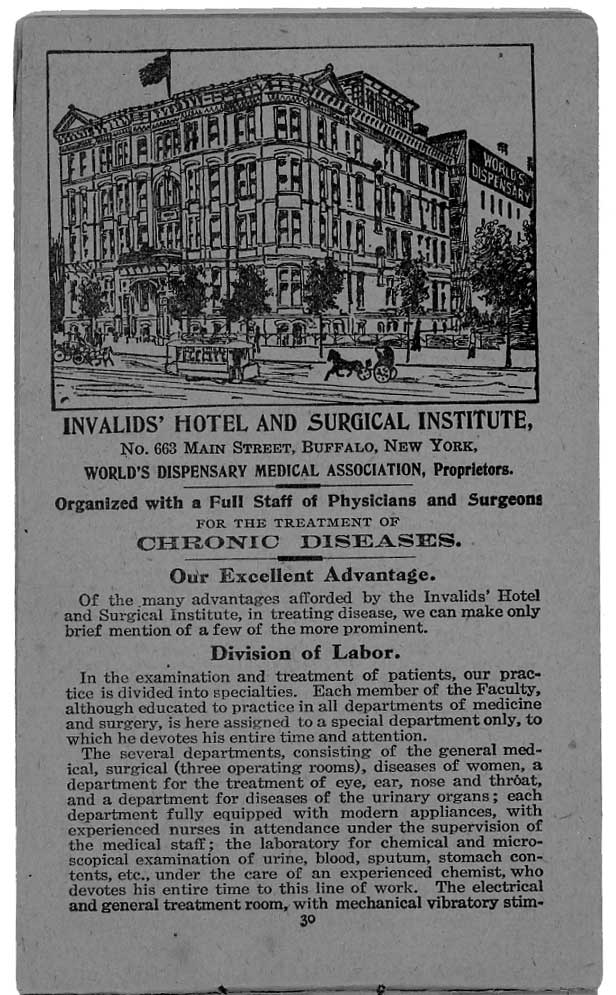 WORLD'S
DISPENSARY
INVALIDS' HOTEL AND SURGICAL INSTITUTE,
No. 663 Main Street, Buffalo, New York,
WORLD'S DISPENSARY MEDICAL ASSOCIATION, Proprietors.
Organized with a Full Staff of Physicians and Surgeons
FOR THE TREATMENT OF
CHRONIC DISEASES.
Our Excellent Advantage.
Of the many advantages afforded by the Invalids' Hotel
and Surgical Institute, in treating disease, we can make only
brief mention of a few of the more prominent.
Division of Labor.
In the examination and treatment of patients, our prac-
tice is divided into specialties. Each member of the Faculty,
although educated to practice in all departments of medicine
and surgery, is here assigned to a special department only, to
which he devotes his entire time and attention.
The several departments, consisting of the general med-
ical, surgical (three operating rooms), diseases of women, a
department for the treatment of eye, ear, nose and throat,
and a department for diseases of the urinary organs; each
department fully equipped with modern appliances, with
experienced nurses in attendance under the supervision of
the medical staff; the laboratory for chemical and micro-
scopical examination of urine, blood, sputum, stomach con-
tents, etc., under the care of an experienced chemist, who
devotes his entire time to this line of work. The electrical
and general treatment room, with mechanical vibratory stim-
30